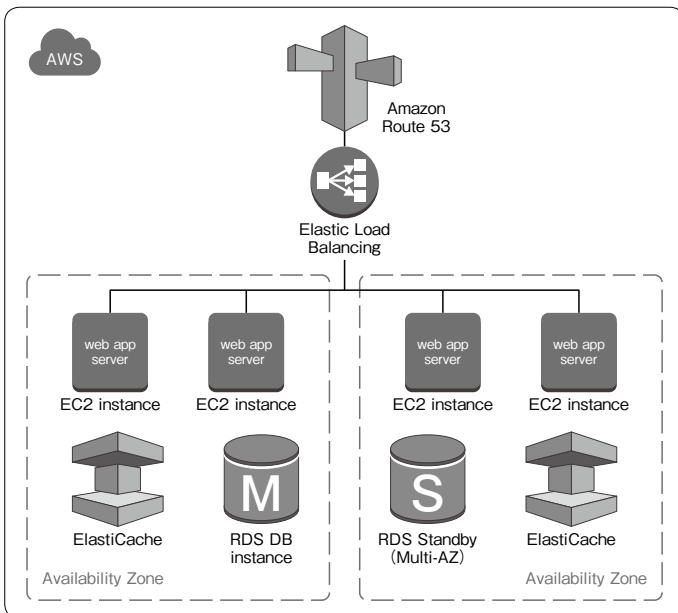 AWS
Amazon
Route 53
Elastic Load
Balancing
web app
server
web app
server
web app
server
web app
server
EC2 instance
EC2 instance
EC2 instance
EC2 instance
M
S
ElastiCache
RDS DB
instance
RDS Standby
（Multi-AZ）
ElastiCache
Availability Zone
Availability Zone